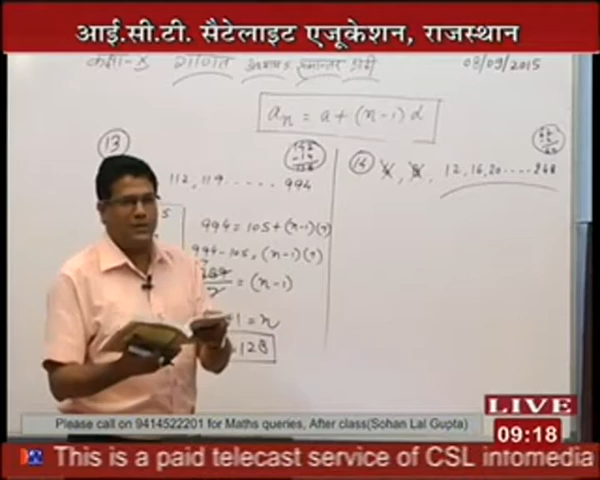 आई.सी.टी. सैटेलाइट एजूकेशन, राजस्थान
कक्षा-X गणित समान्तर श्रेढ़ी 08/09/2015
aₙ = a + (n-1) d
13
112, 119 ...... 994
994 = 105 + (n-1)(7)
994 - 105 = (n-1)(7)
= (n-1)
+1 = n
= 128
14 12, 16, 20 ..... 248
LIVE
Please call on 9414522201 for Maths queries, After class(Sohan Lal Gupta)
09:18
This is a paid telecast service of CSL infomedia